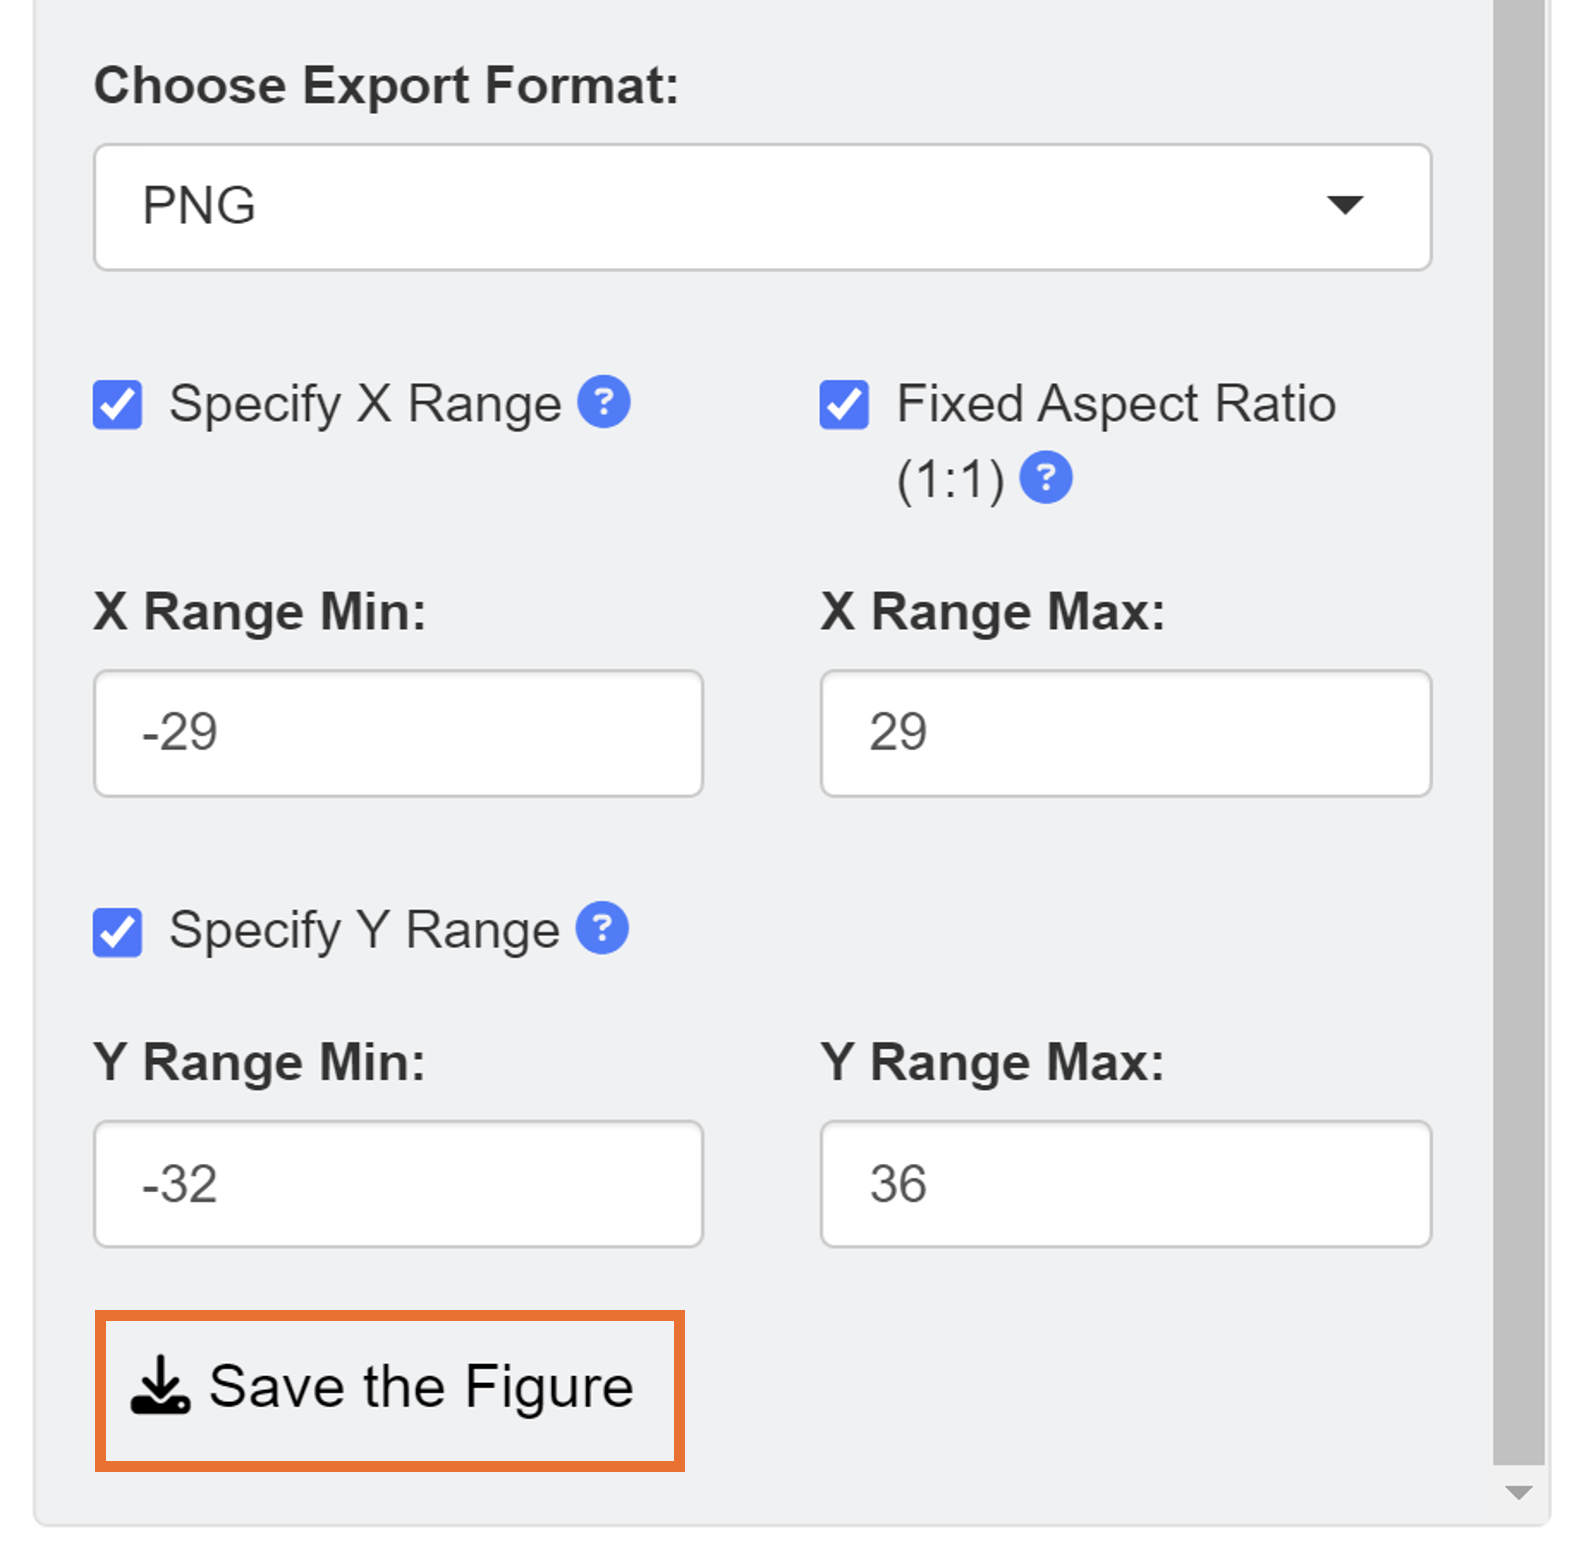 Choose Export Format:
PNG
Specify X Range ?
Fixed Aspect Ratio
(1:1) ?
X Range Min:
X Range Max:
-29
29
Specify Y Range ?
Y Range Min:
Y Range Max:
-32
36
Save the Figure